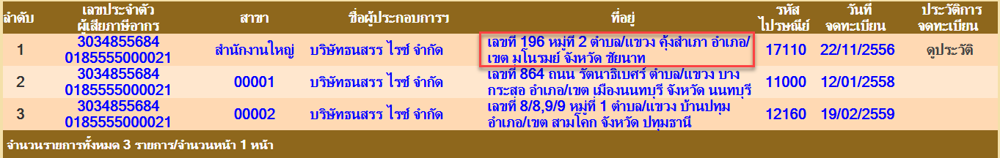 ลำดับ เลขประจำตัว ผู้เสียภาษีอากร สาขา ชื่อผู้ประกอบการฯ ที่อยู่ รหัส ไปรษณีย์ วันที่ จดทะเบียน ประวัติการ จดทะเบียน
1 3034855684 0185555000021 สำนักงานใหญ่ บริษัทธนสรร ไรซ์ จำกัด เลขที่ 196 หมู่ที่ 2 ตำบล/แขวง คุ้งสำเภา อำเภอ/ เขต มโนรมย์ จังหวัด ชัยนาท 17110 22/11/2556 ดูประวัติ
2 3034855684 0185555000021 00001 บริษัทธนสรร ไรซ์ จำกัด เลขที่ 864 ถนน รัตนาธิเบศร์ ตำบล/แขวง บาง กระสอ อำเภอ/เขต เมืองนนทบุรี จังหวัด นนทบุรี 11000 12/01/2558
3 3034855684 0185555000021 00002 บริษัทธนสรร ไรซ์ จำกัด เลขที่ 8/8,9/9 หมู่ที่ 1 ตำบล/แขวง บ้านปทุม อำเภอ/เขต สามโคก จังหวัด ปทุมธานี 12160 19/02/2559
จำนวนรายการทั้งหมด 3 รายการ/จำนวนหน้า 1 หน้า